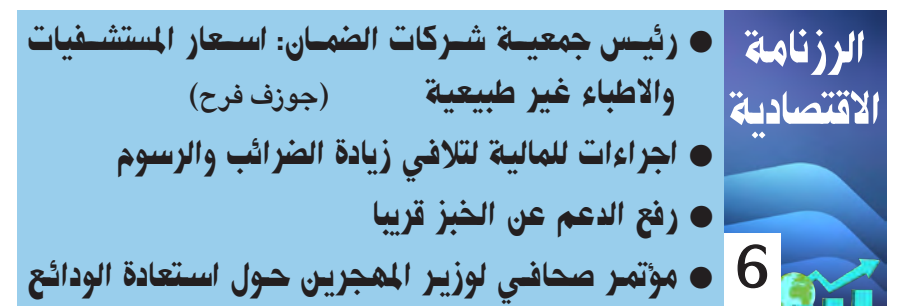 الرزنامة
الاقتصادية
● رئيس جمعية شركات الضمان: اسعار المستشفيات
والاطباء غير طبيعية (جوزف فرح)
● اجراءات للمالية لتلافي زيادة الضرائب والرسوم
● رفع الدعم عن الخبز قريبا
● مؤتمر صحافي لوزير المهجرين حول استعادة الودائع
6